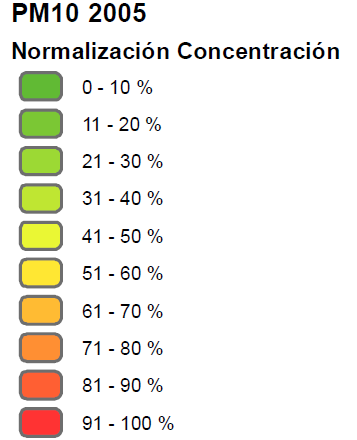 PM10 2005
Normalización Concentración
0 - 10 %
11 - 20 %
21 - 30 %
31 - 40 %
41 - 50 %
51 - 60 %
61 - 70 %
71 - 80 %
81 - 90 %
91 - 100 %